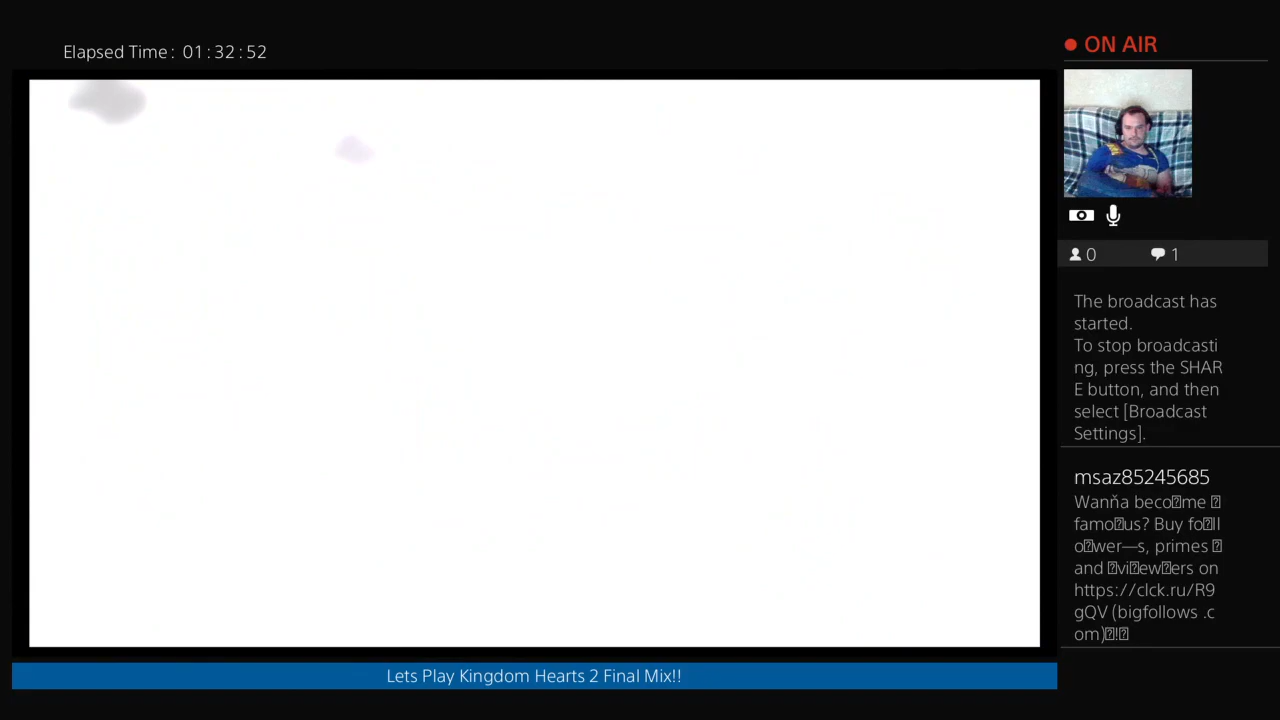 Elapsed Time: 01:32:52
ON AIR
0 1
The broadcast has
started.
To stop broadcasti
ng, press the SHAR
E button, and then
select [Broadcast
Settings].
msaz85245685
Wanňa beco⍰me ⍰
famo⍰us? Buy fo⍰ll
o⍰wer—s, primes ⍰
and ⍰vi⍰ew⍰ers on
https://clck.ru/R9
gQV (bigfollows .c
om)⍰!⍰
Lets Play Kingdom Hearts 2 Final Mix!!